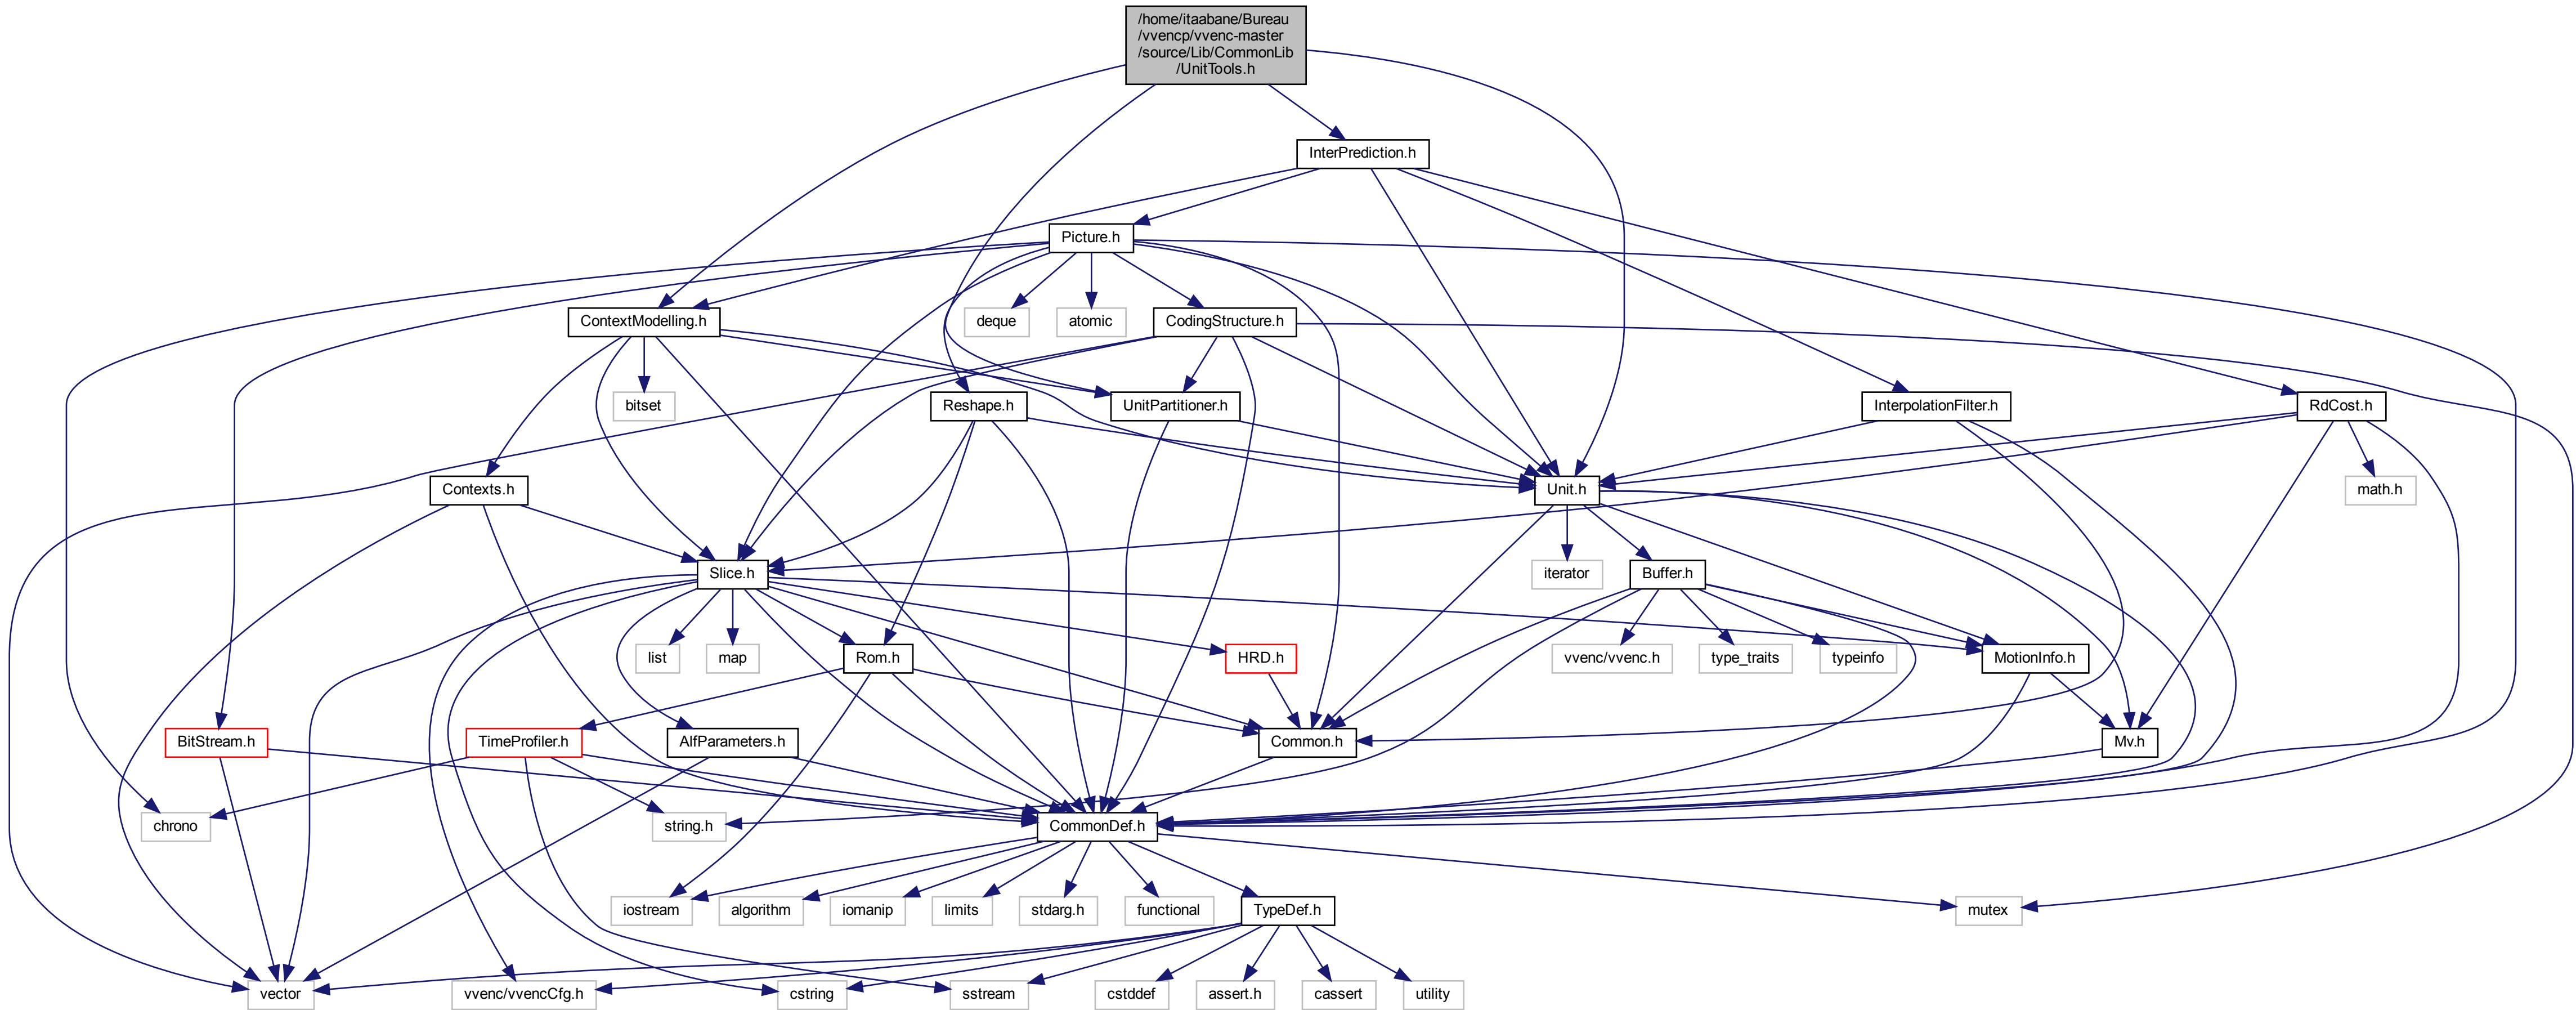 /home/itaabane/Bureau
/vvencp/vvenc-master
/source/Lib/CommonLib
/UnitTools.h
InterPrediction.h
Picture.h
ContextModelling.h
deque
atomic
CodingStructure.h
bitset
Reshape.h
UnitPartitioner.h
InterpolationFilter.h
RdCost.h
Contexts.h
Unit.h
math.h
Slice.h
iterator
Buffer.h
list
map
Rom.h
HRD.h
vvenc/vvenc.h
type_traits
typeinfo
MotionInfo.h
BitStream.h
TimeProfiler.h
AlfParameters.h
Common.h
Mv.h
chrono
string.h
CommonDef.h
iostream
algorithm
iomanip
limits
stdarg.h
functional
TypeDef.h
mutex
vector
vvenc/vvencCfg.h
cstring
sstream
cstddef
assert.h
cassert
utility